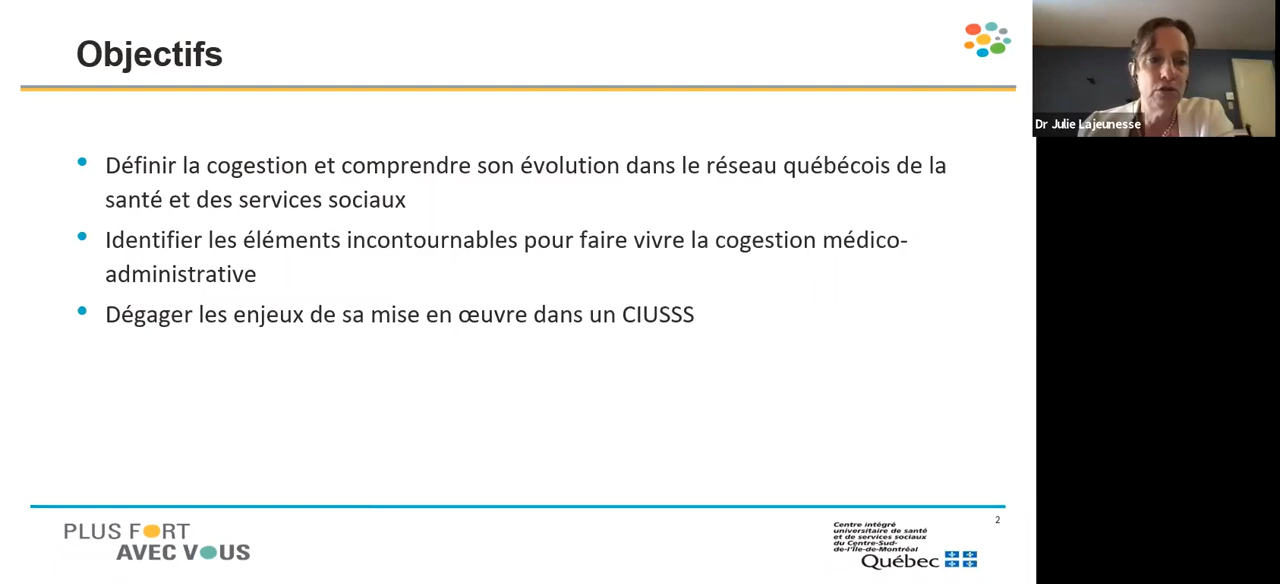 Objectifs
Dr Julie Lajeunesse
• Définir la cogestion et comprendre son évolution dans le réseau québécois de la
santé et des services sociaux
• Identifier les éléments incontournables pour faire vivre la cogestion médico-
administrative
• Dégager les enjeux de sa mise en œuvre dans un CIUSSS
2
PLUS FORT
AVEC VOUS
Centre intégré
universitaire de santé
et de services sociaux
du Centre-Sud-
de-l'Île-de-Montréal
Québec